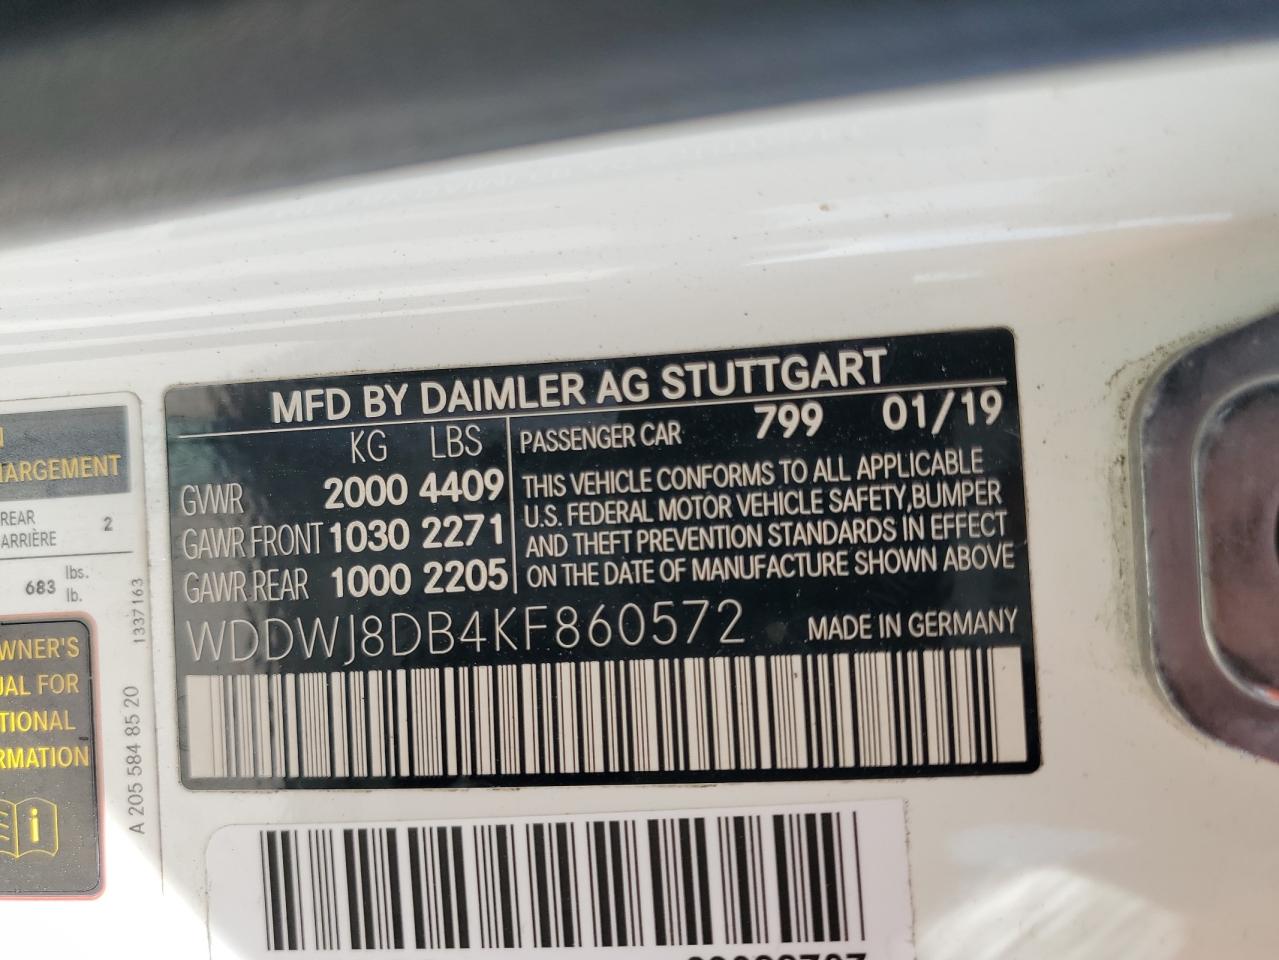 MFD BY DAIMLER AG STUTTGART
KG LBS
PASSENGER CAR 799 01/19
GVWR 2000 4409
GAWR FRONT 1030 2271
GAWR REAR 1000 2205
THIS VEHICLE CONFORMS TO ALL APPLICABLE
U.S. FEDERAL MOTOR VEHICLE SAFETY,BUMPER
AND THEFT PREVENTION STANDARDS IN EFFECT
ON THE DATE OF MANUFACTURE SHOWN ABOVE
WDDWJ8DB4KF860572 MADE IN GERMANY
HARGEMENT
REAR
ARRIÈRE 2
683 lbs.
lb.
WNER'S
UAL FOR
TIONAL
RMATION
i
A 205 584 85 20 1337163